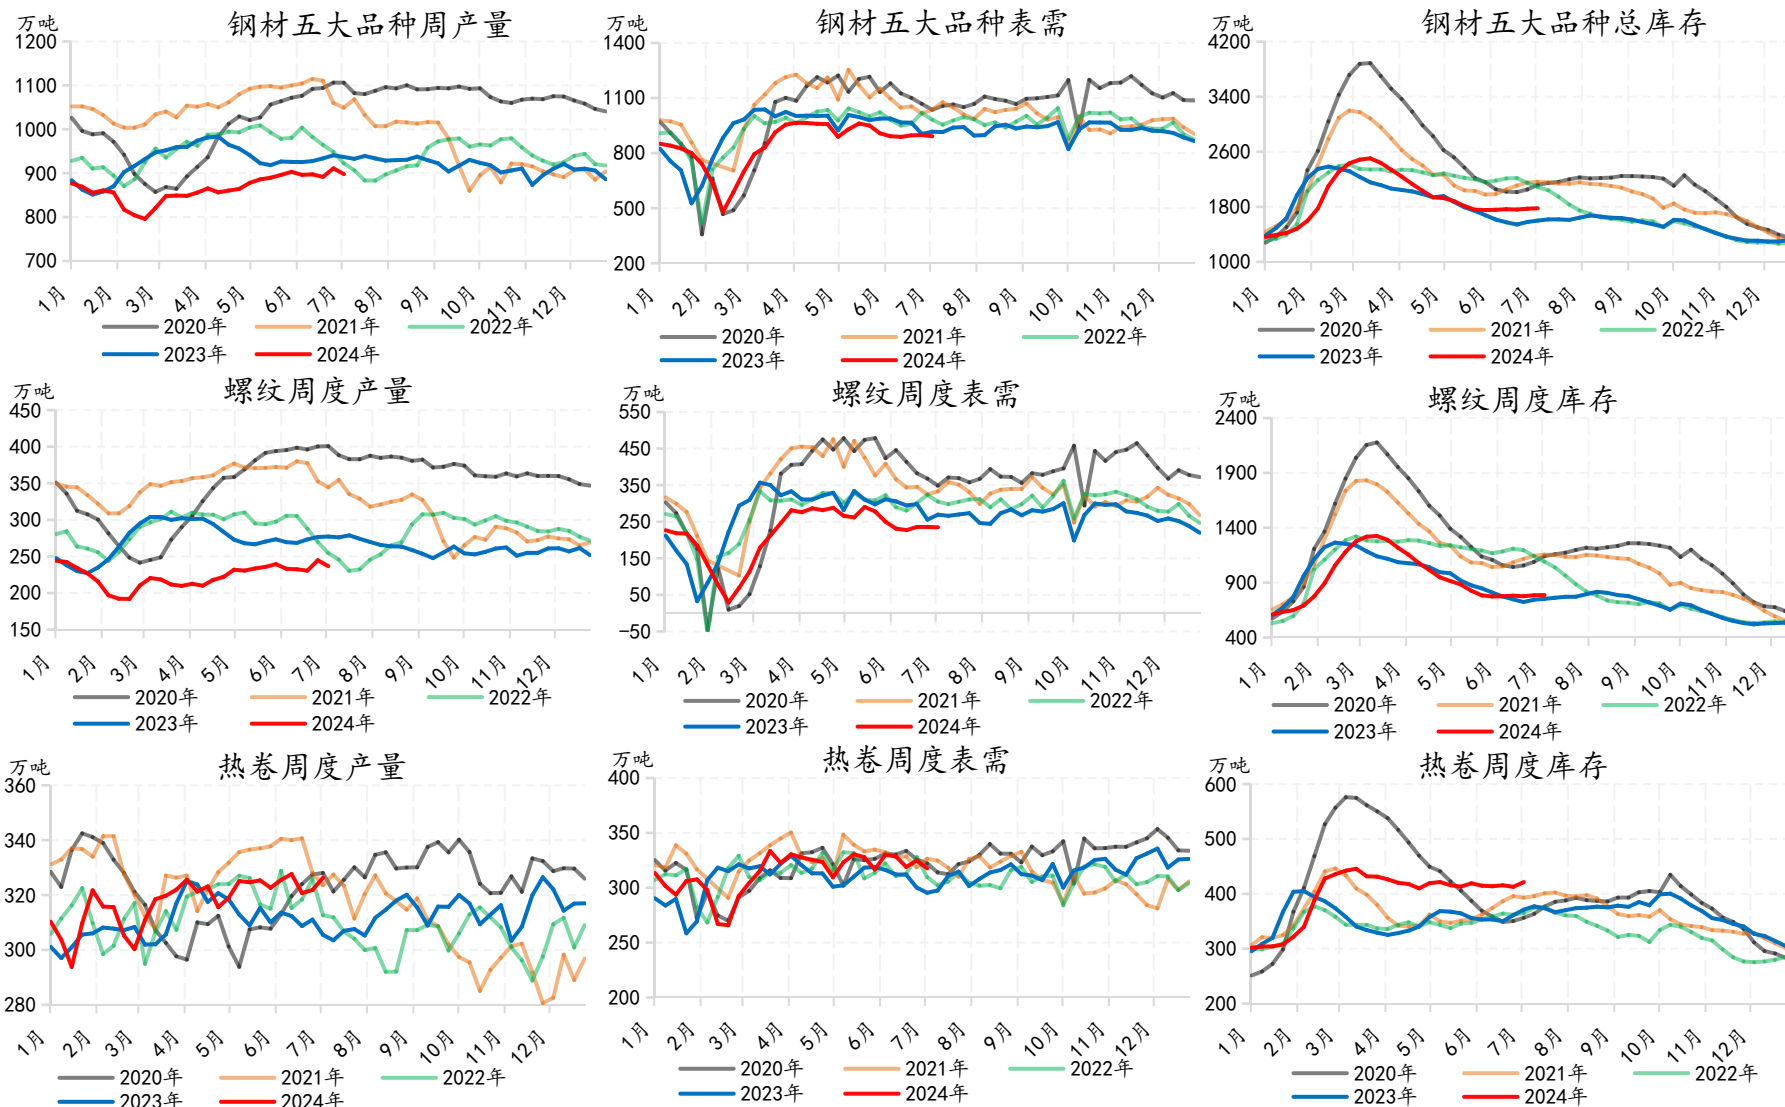 钢材五大品种周产量
万吨
1200
1100
1000
900
800
700
1月 2月 3月 4月 5月 6月 7月 8月 9月 10月 11月 12月
2020年 2021年 2022年
2023年 2024年
钢材五大品种表需
万吨
1400
1100
800
500
200
1月 2月 3月 4月 5月 6月 7月 8月 9月 10月 11月 12月
2020年 2021年 2022年
2023年 2024年
钢材五大品种总库存
万吨
4200
3400
2600
1800
1000
1月 2月 3月 4月 5月 6月 7月 8月 9月 10月 11月 12月
2020年 2021年 2022年
2023年 2024年
螺纹周度产量
万吨
450
400
350
300
250
200
150
1月 2月 3月 4月 5月 6月 7月 8月 9月 10月 11月 12月
2020年 2021年 2022年
2023年 2024年
螺纹周度表需
万吨
550
450
350
250
150
50
-50
1月 2月 3月 4月 5月 6月 7月 8月 9月 10月 11月 12月
2020年 2021年 2022年
2023年 2024年
螺纹周度库存
万吨
2400
1900
1400
900
400
1月 2月 3月 4月 5月 6月 7月 8月 9月 10月 11月 12月
2020年 2021年 2022年
2023年 2024年
热卷周度产量
万吨
360
340
320
300
280
1月 2月 3月 4月 5月 6月 7月 8月 9月 10月 11月 12月
2020年 2021年 2022年
2023年 2024年
热卷周度表需
万吨
400
350
300
250
200
1月 2月 3月 4月 5月 6月 7月 8月 9月 10月 11月 12月
2020年 2021年 2022年
2023年 2024年
热卷周度库存
万吨
600
500
400
300
200
1月 2月 3月 4月 5月 6月 7月 8月 9月 10月 11月 12月
2020年 2021年 2022年
2023年 2024年